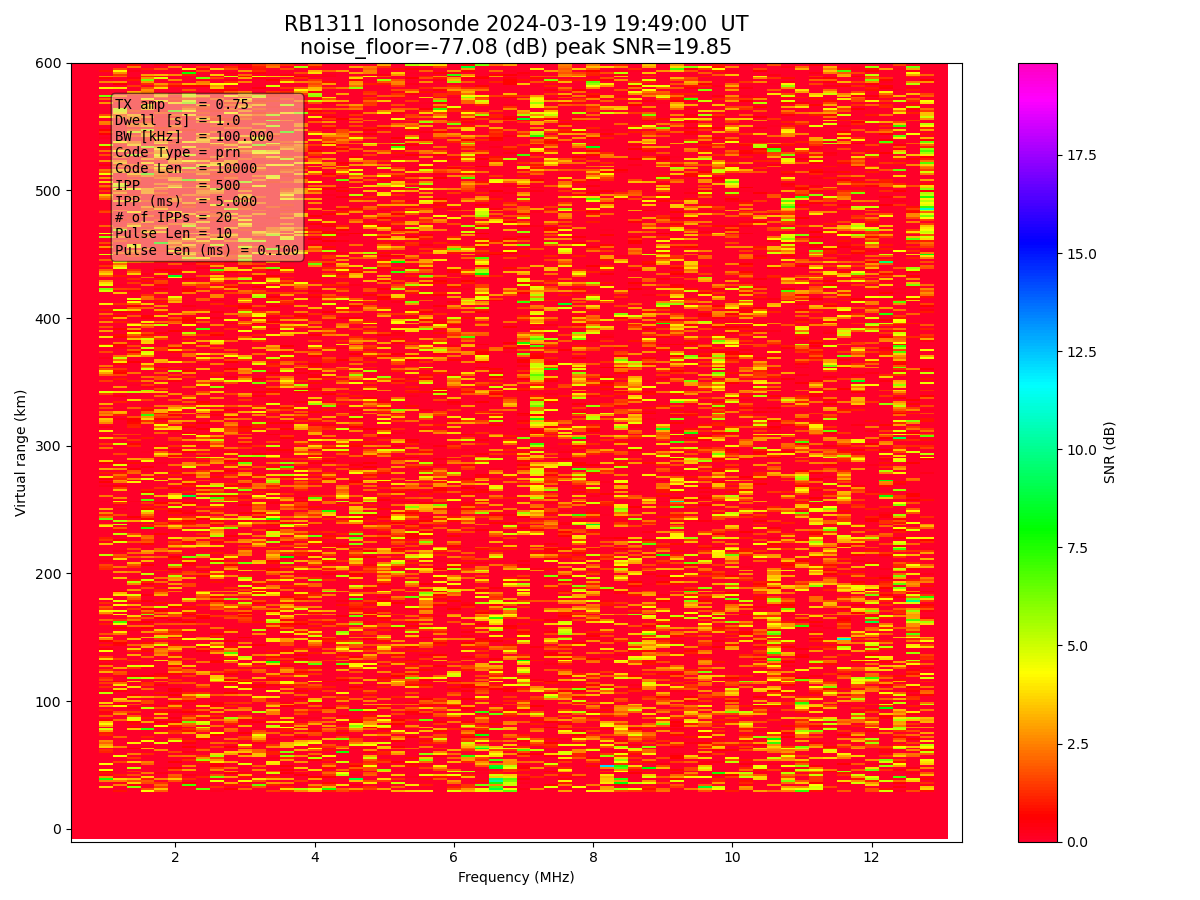 RB1311 Ionosonde 2024-03-19 19:49:00  UT
noise_floor=-77.08 (dB) peak SNR=19.85
TX amp    = 0.75
Dwell [s] = 1.0
BW [kHz]  = 100.000
Code Type = prn
Code Len  = 10000
IPP       = 500
IPP (ms)  = 5.000
# of IPPs = 20
Pulse Len = 10
Pulse Len (ms) = 0.100
600
500
400
300
200
100
0
Virtual range (km)
2 4 6 8 10 12
Frequency (MHz)
17.5
15.0
12.5
10.0
7.5
5.0
2.5
0.0
SNR (dB)